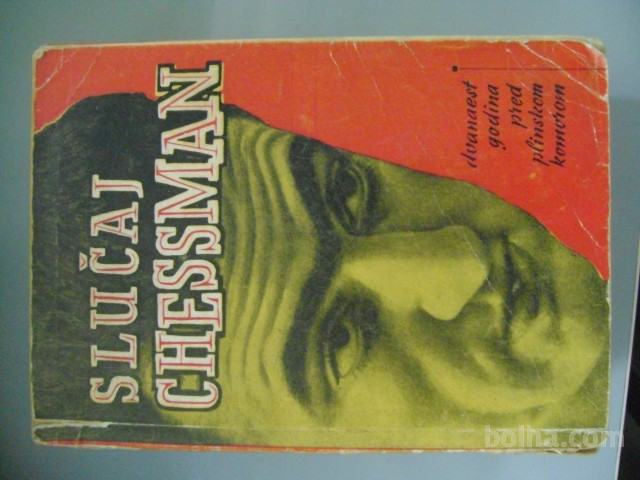 SLUČAJ
CHESSMAN
dvanaest
godina
pred
plinskom
komorom
bolha.com